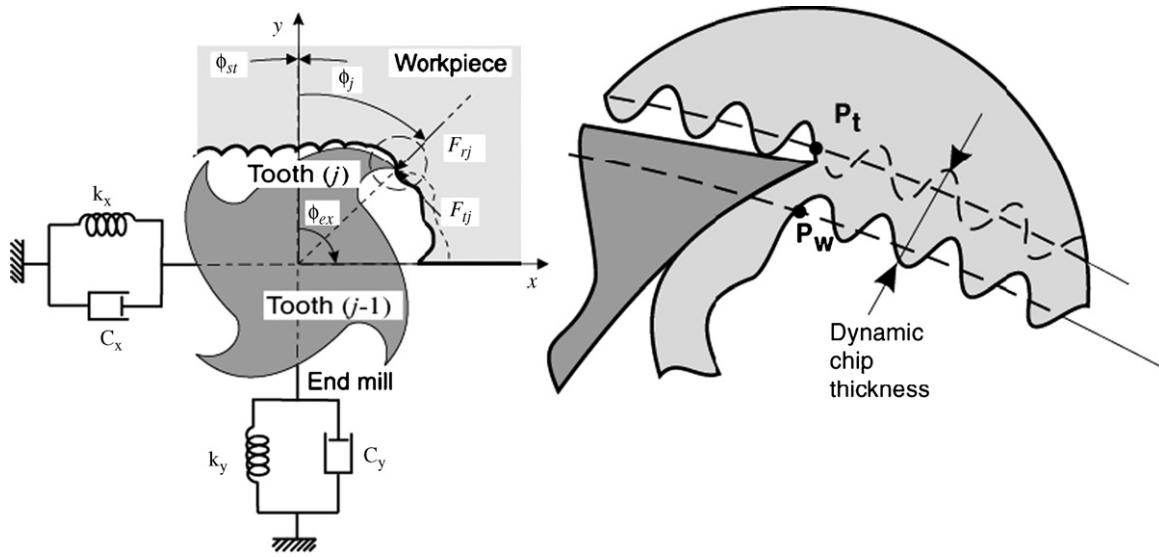 y
ϕst
ϕj
Workpiece
Frj
Tooth (j)
Ftj
ϕex
kx
x
Tooth (j-1)
Cx
End mill
ky
Cy
Pt
Pw
Dynamic
chip
thickness